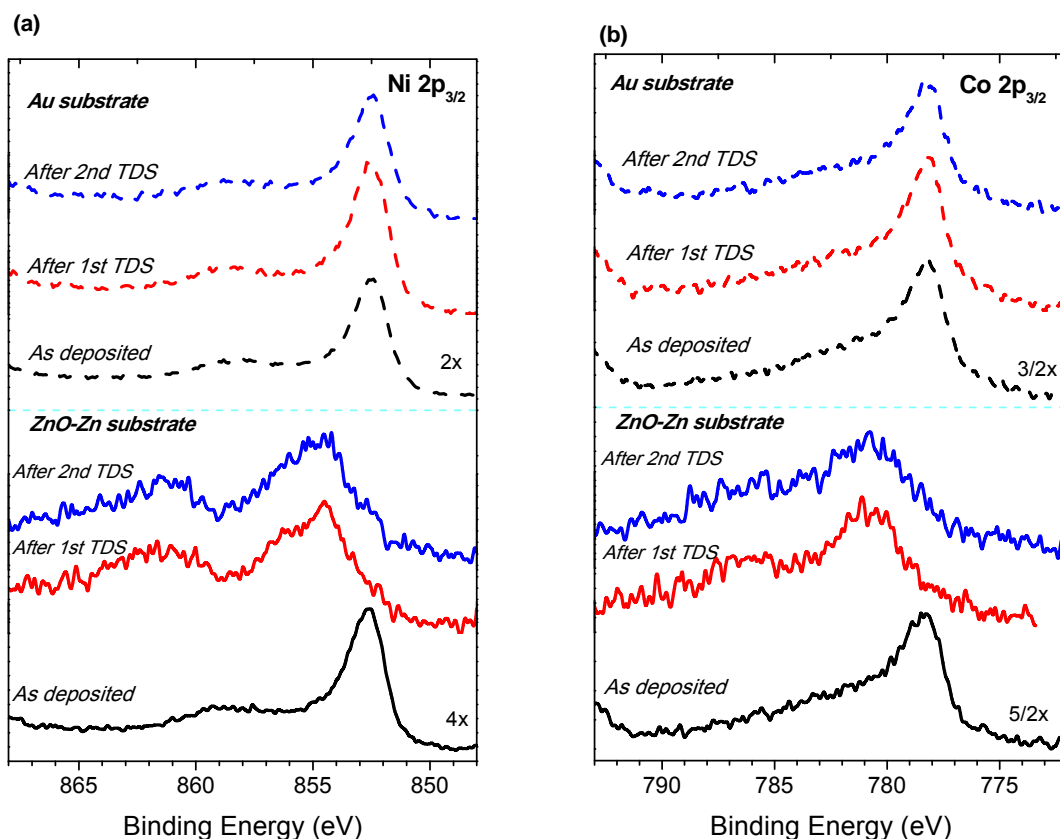 (a)
Ni 2p3/2
Au substrate
After 2nd TDS
After 1st TDS
As deposited
2x
ZnO-Zn substrate
After 2nd TDS
After 1st TDS
As deposited
4x
865 860 855 850
Binding Energy (eV)
(b)
Au substrate
Co 2p3/2
After 2nd TDS
After 1st TDS
As deposited
3/2x
ZnO-Zn substrate
After 2nd TDS
After 1st TDS
As deposited
5/2x
790 785 780 775
Binding Energy (eV)